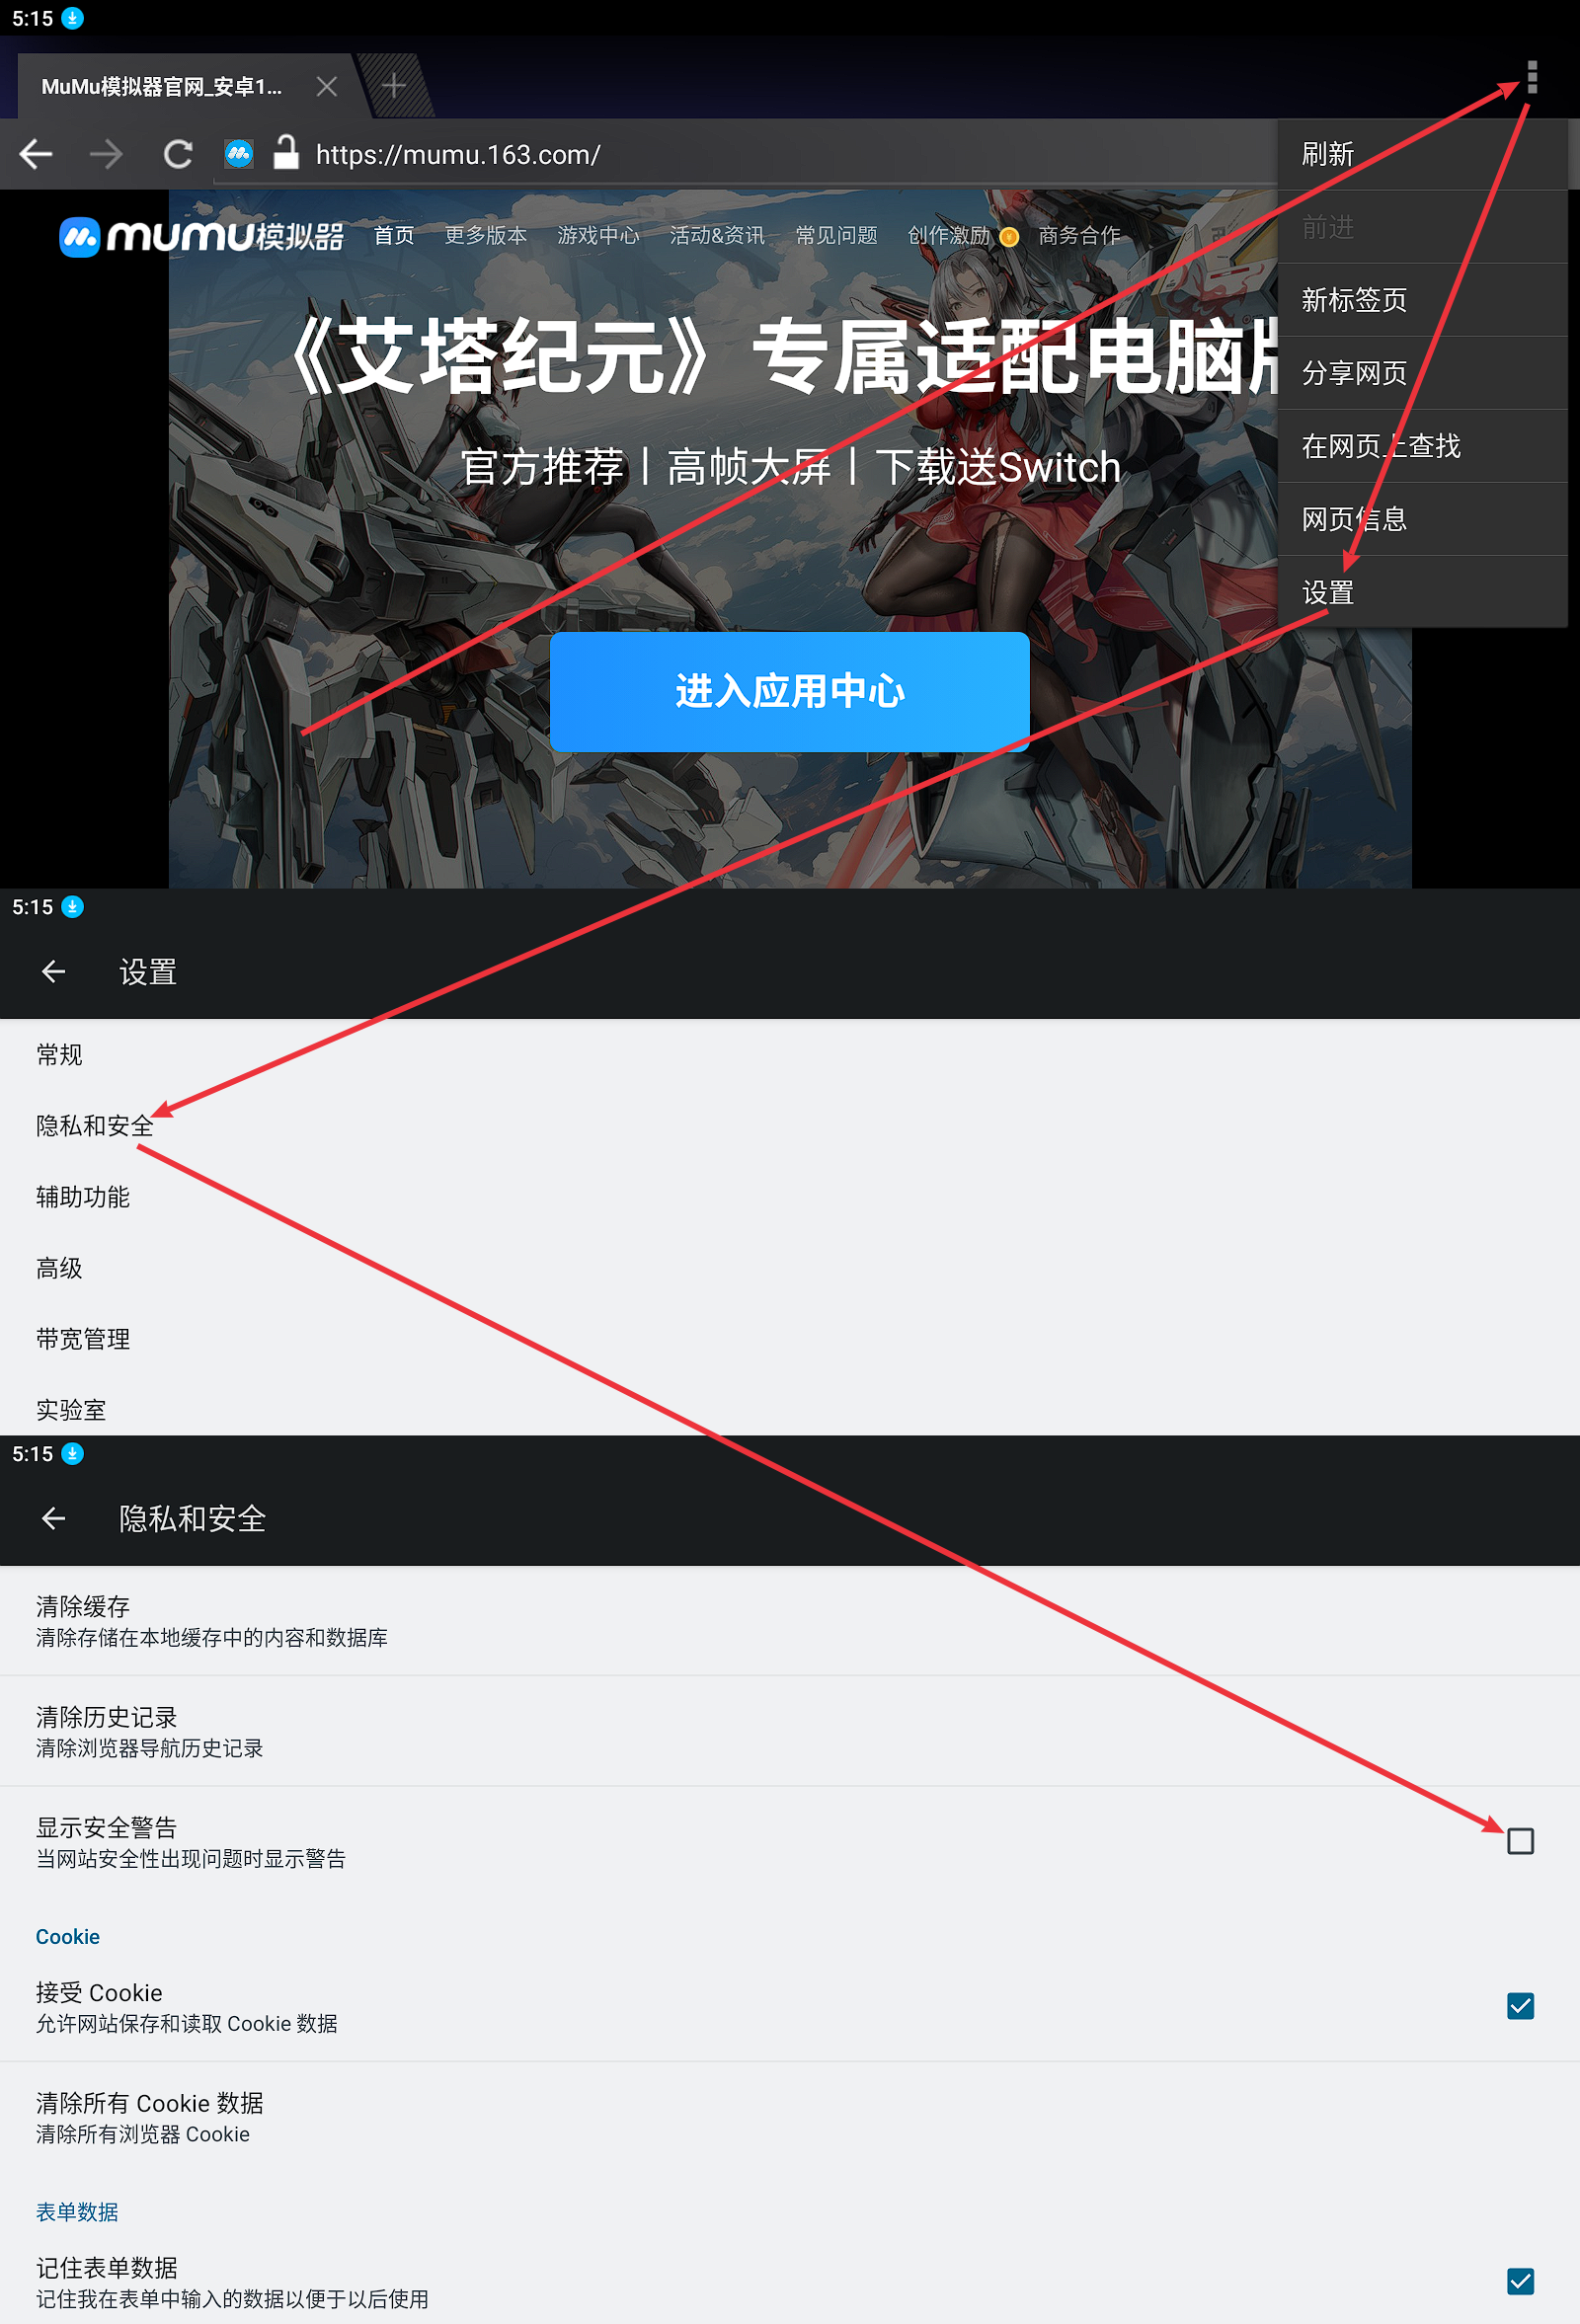 5:15
MuMu模拟器官网_安卓1...
https://mumu.163.com/
刷新
前进
新标签页
分享网页
在网页上查找
网页信息
设置
mumu模拟器 首页 更多版本 游戏中心 活动&资讯 常见问题 创作激励 商务合作
《艾塔纪元》专属适配电脑版
官方推荐丨高帧大屏丨下载送Switch
进入应用中心
5:15
设置
常规
隐私和安全
辅助功能
高级
带宽管理
实验室
5:15
隐私和安全
清除缓存
清除存储在本地缓存中的内容和数据库
清除历史记录
清除浏览器导航历史记录
显示安全警告
当网站安全性出现问题时显示警告
Cookie
接受 Cookie
允许网站保存和读取 Cookie 数据
清除所有 Cookie 数据
清除所有浏览器 Cookie
表单数据
记住表单数据
记住我在表单中输入的数据以便于以后使用